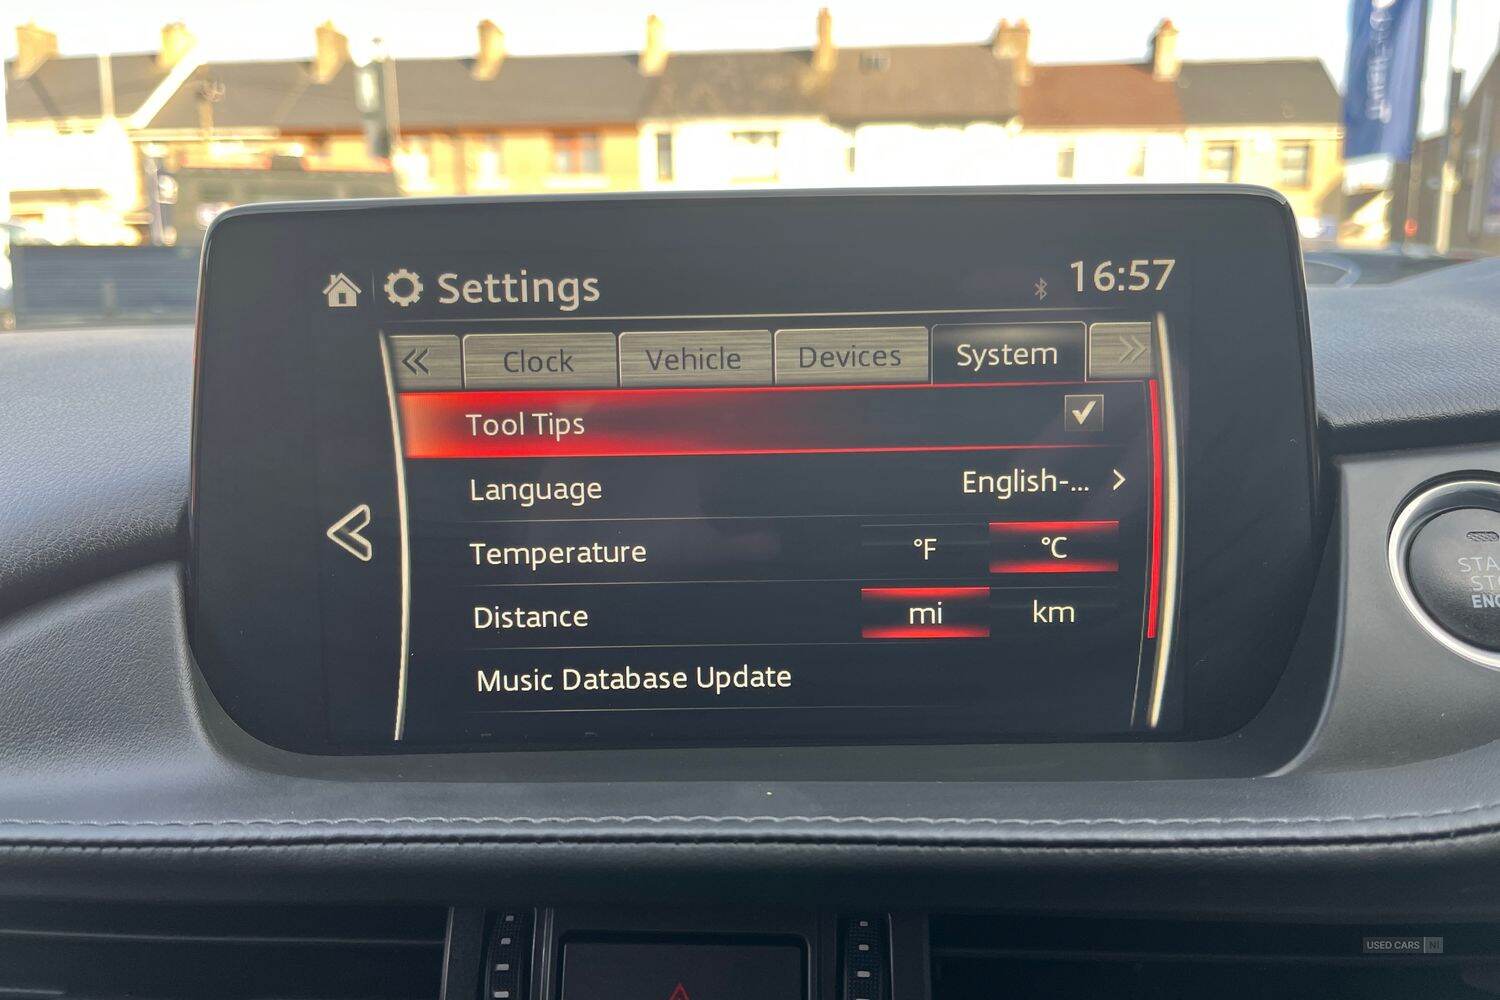 Settings
16:57
Clock
Vehicle
Devices
System
Tool Tips
Language
English-...
Temperature
°F
°C
Distance
mi
km
Music Database Update
USED CARS NI